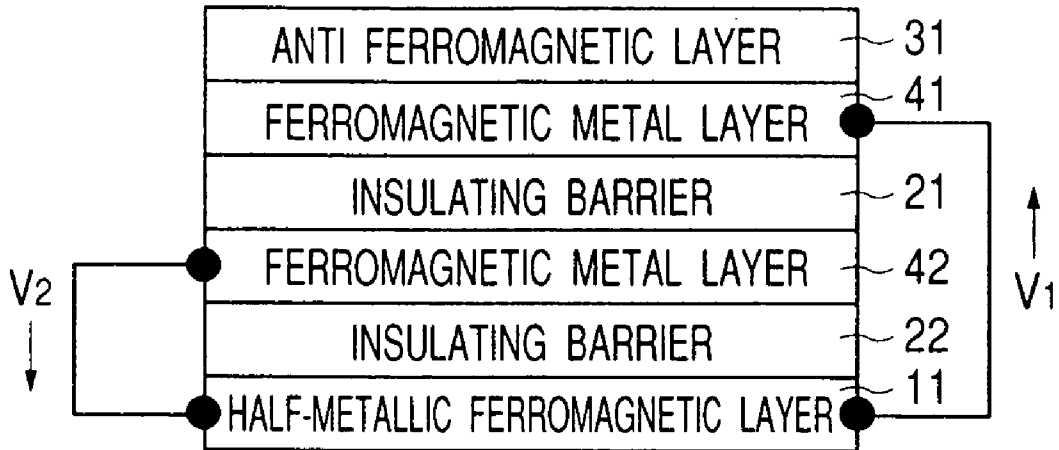 ANTI FERROMAGNETIC LAYER 31
FERROMAGNETIC METAL LAYER 41
INSULATING BARRIER 21
FERROMAGNETIC METAL LAYER 42
V2
V1
INSULATING BARRIER 22
HALF-METALLIC FERROMAGNETIC LAYER 11